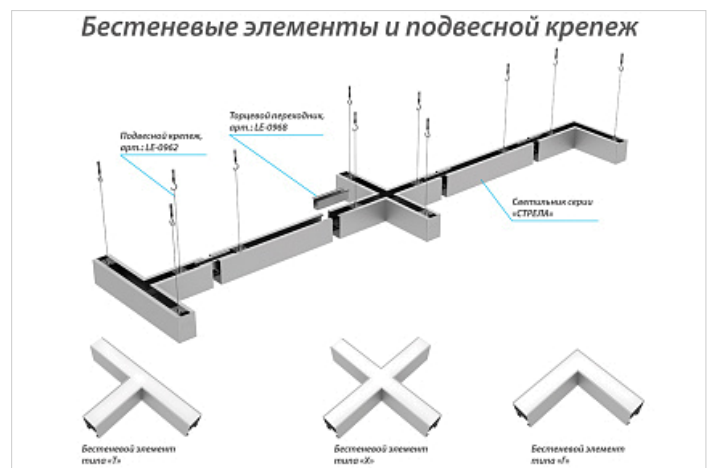 Бестеневые элементы и подвесной крепеж
Торцевой переходник,
арт.: LE-0968
Подвесной крепеж,
арт.: LE-0962
Светильник серии
«СТРЕЛА»
Бестеневой элемент
типа «Т»
Бестеневой элемент
типа «Х»
Бестеневой элемент
типа «Г»